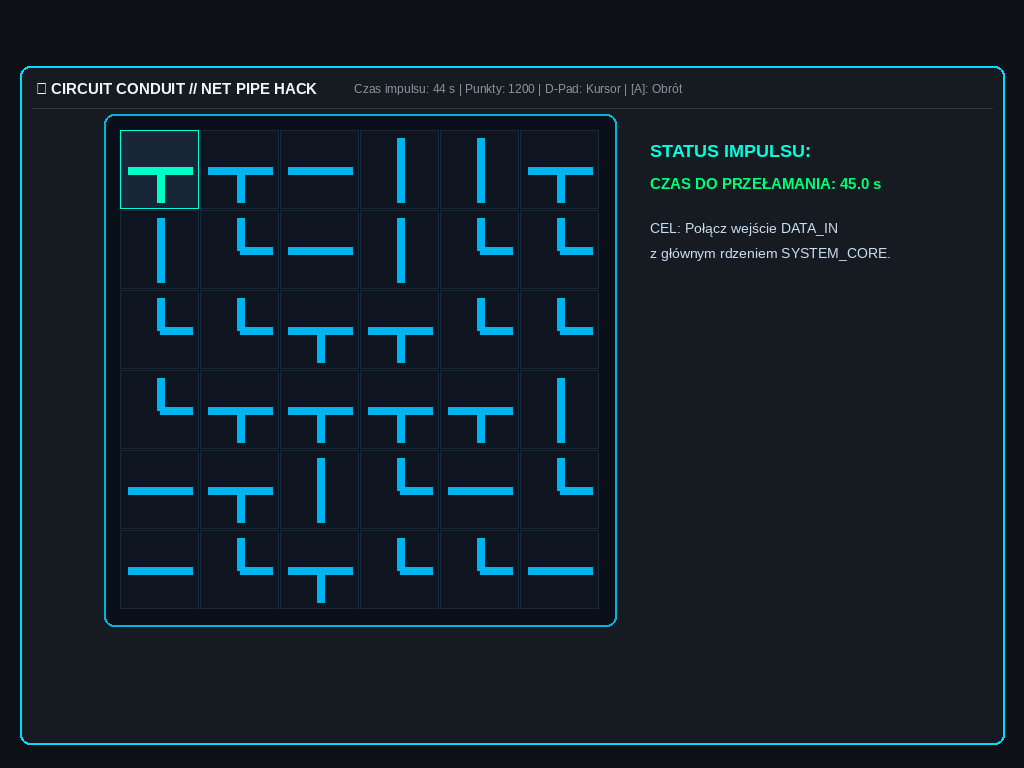 CIRCUIT CONDUIT // NET PIPE HACK
Czas impulsu: 44 s | Punkty: 1200 | D-Pad: Kursor | [A]: Obrót
STATUS IMPULSU:
CZAS DO PRZEŁAMANIA: 45.0 s
CEL: Połącz wejście DATA_IN
z głównym rdzeniem SYSTEM_CORE.